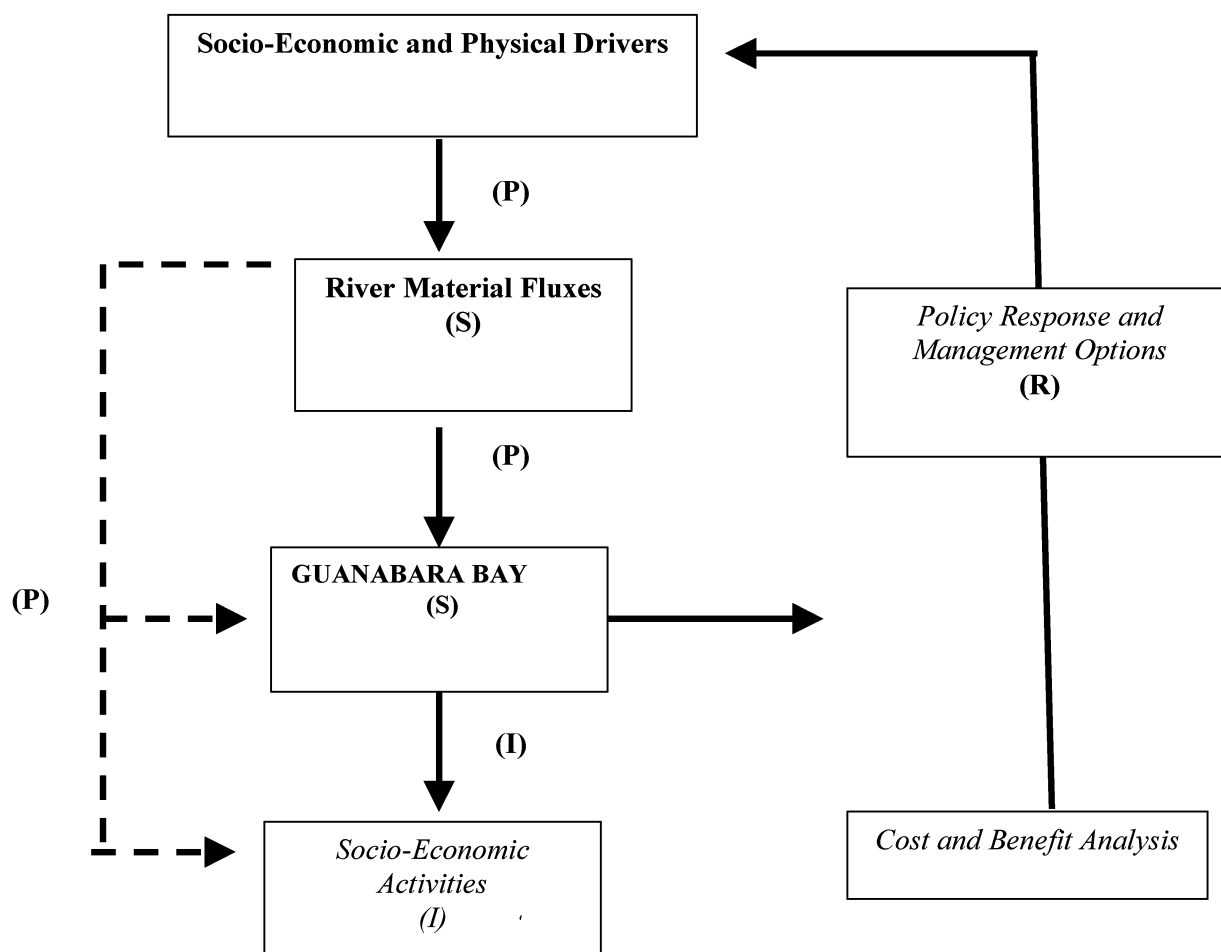 Socio-Economic and Physical Drivers
(P)
River Material Fluxes
(S)
Policy Response and
Management Options
(R)
(P)
GUANABARA BAY
(S)
(P)
(I)
Socio-Economic
Activities
(I)
Cost and Benefit Analysis